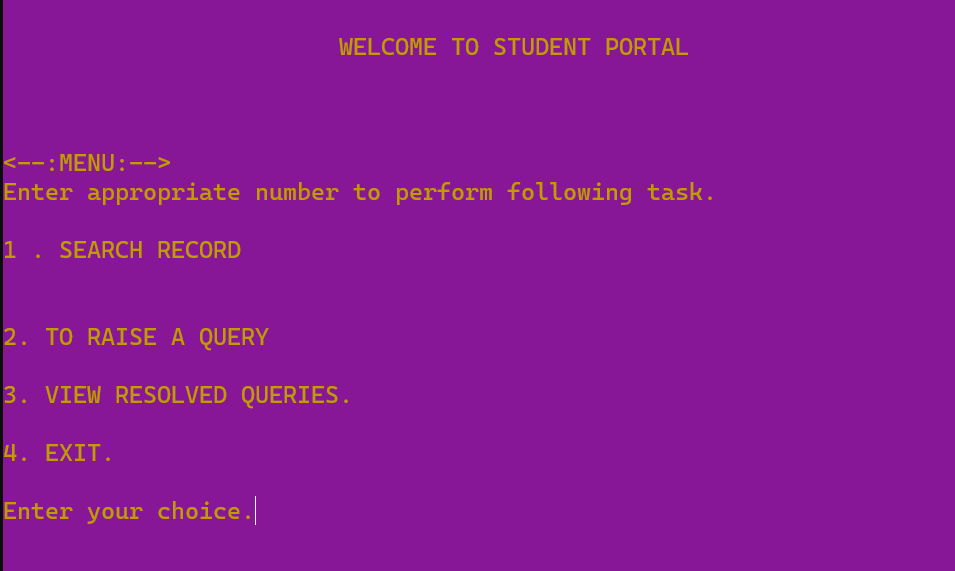 WELCOME TO STUDENT PORTAL
<--:MENU:-->
Enter appropriate number to perform following task.
1 . SEARCH RECORD
2. TO RAISE A QUERY
3. VIEW RESOLVED QUERIES.
4. EXIT.
Enter your choice.